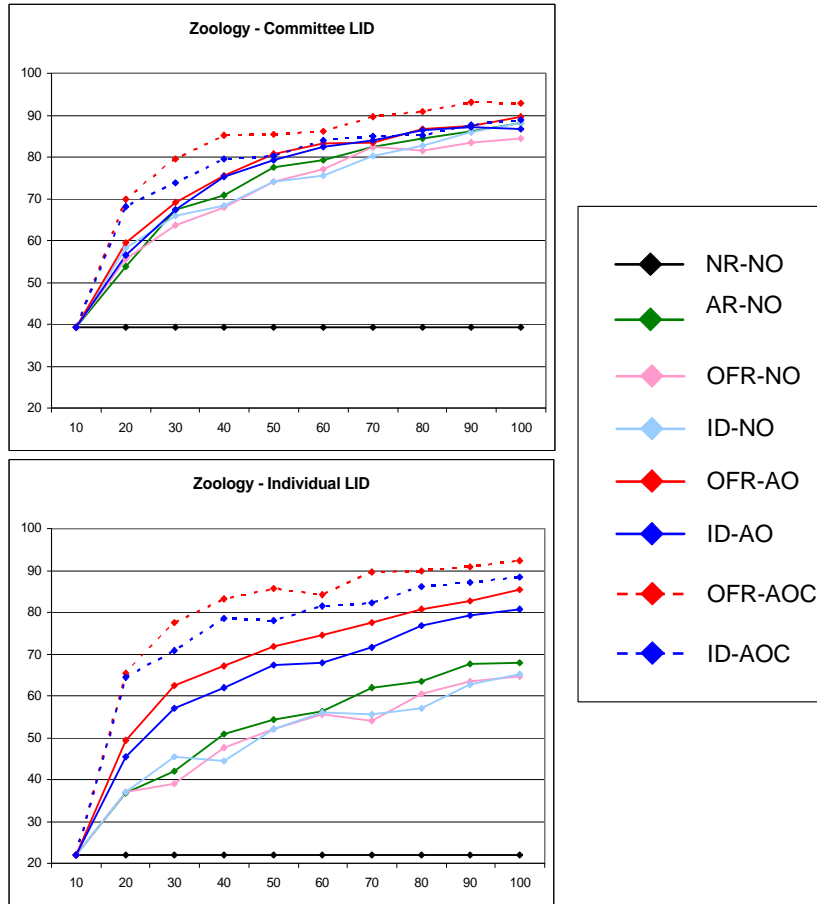 Zoology - Committee LID
100
90
80
70
60
50
40
30
20
10 20 30 40 50 60 70 80 90 100
Zoology - Individual LID
100
90
80
70
60
50
40
30
20
10 20 30 40 50 60 70 80 90 100
NR-NO
AR-NO
OFR-NO
ID-NO
OFR-AO
ID-AO
OFR-AOC
ID-AOC